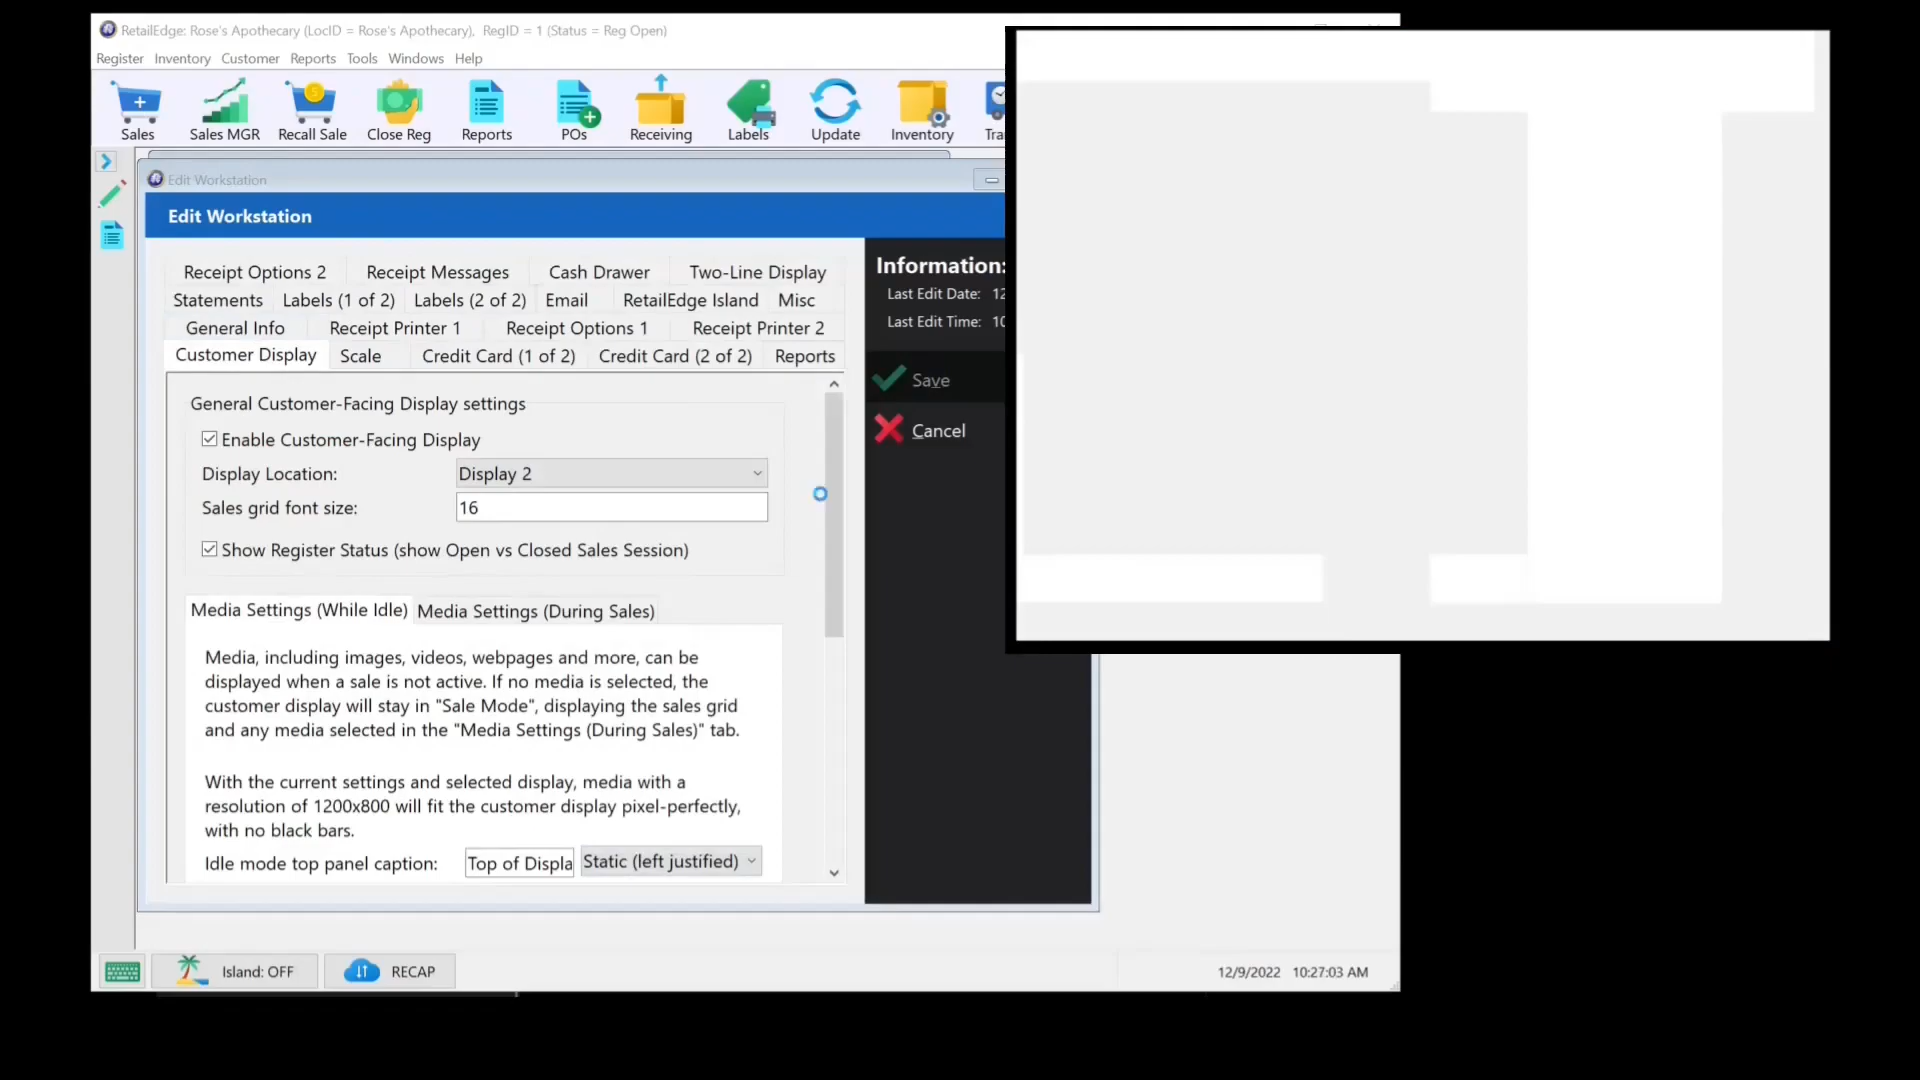 RetailEdge: Rose's Apothecary (LocID = Rose's Apothecary), RegID = 1 (Status = Reg Open)
Register Inventory Customer Reports Tools Windows Help
Sales Sales MGR Recall Sale Close Reg Reports POs Receiving Labels Update Inventory Tra
Edit Workstation
Edit Workstation
Receipt Options 2 Receipt Messages Cash Drawer Two-Line Display
Statements Labels (1 of 2) Labels (2 of 2) Email RetailEdge Island Misc
General Info Receipt Printer 1 Receipt Options 1 Receipt Printer 2
Customer Display Scale Credit Card (1 of 2) Credit Card (2 of 2) Reports
General Customer-Facing Display settings
Enable Customer-Facing Display
Display Location: Display 2
Sales grid font size: 16
Show Register Status (show Open vs Closed Sales Session)
Media Settings (While Idle) Media Settings (During Sales)
Media, including images, videos, webpages and more, can be
displayed when a sale is not active. If no media is selected, the
customer display will stay in "Sale Mode", displaying the sales grid
and any media selected in the "Media Settings (During Sales)" tab.
With the current settings and selected display, media with a
resolution of 1200x800 will fit the customer display pixel-perfectly,
with no black bars.
Idle mode top panel caption: Top of Displa Static (left justified)
Information:
Last Edit Date: 12
Last Edit Time: 10
Save
Cancel
Island: OFF RECAP 12/9/2022 10:27:03 AM